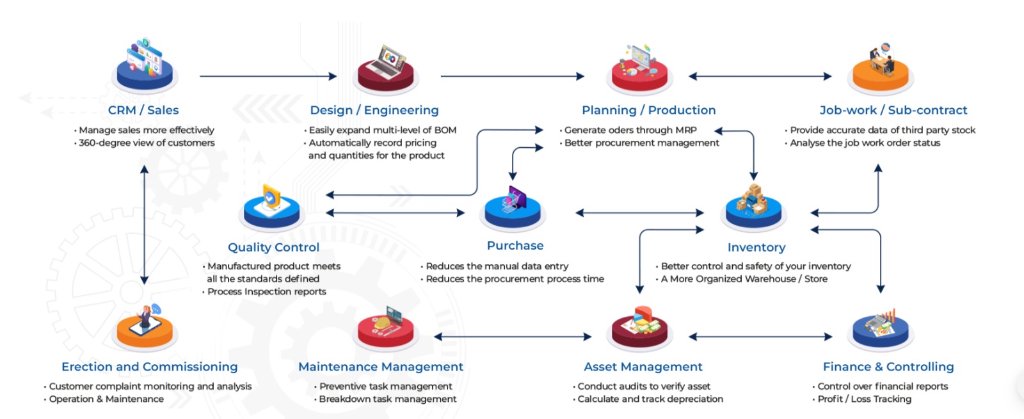 CRM / Sales
• Manage sales more effectively
• 360-degree view of customers
Design / Engineering
• Easily expand multi-level of BOM
• Automatically record pricing
and quantities for the product
Planning / Production
• Generate oders through MRP
• Better procurement management
Job-work / Sub-contract
• Provide accurate data of third party stock
• Analyse the job work order status
Quality Control
• Manufactured product meets
all the standards defined
• Process Inspection reports
Purchase
• Reduces the manual data entry
• Reduces the procurement process time
Inventory
• Better control and safety of your inventory
• A More Organized Warehouse / Store
Erection and Commissioning
• Customer complaint monitoring and analysis
• Operation & Maintenance
Maintenance Management
• Preventive task management
• Breakdown task management
Asset Management
• Conduct audits to verify asset
• Calculate and track depreciation
Finance & Controlling
• Control over financial reports
• Profit / Loss Tracking